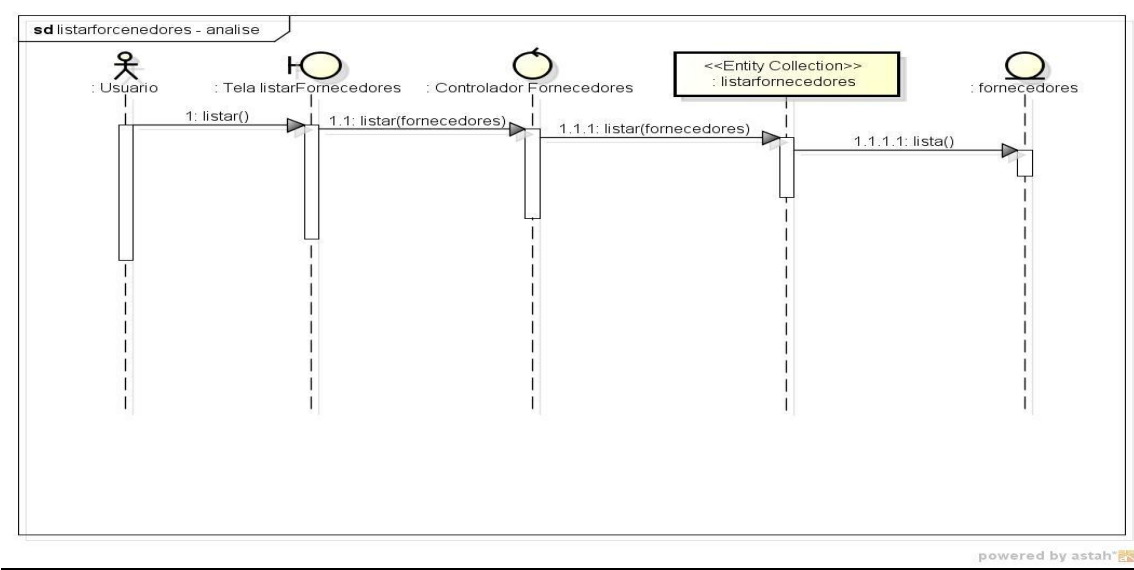 sd listarforcenedores - analise
: Usuario
: Tela listarFornecedores
: Controlador Fornecedores
<<Entity Collection>>
: listarfornecedores
: fornecedores
1: listar()
1.1: listar(fornecedores)
1.1.1: listar(fornecedores)
1.1.1.1: lista()
powered by astah*